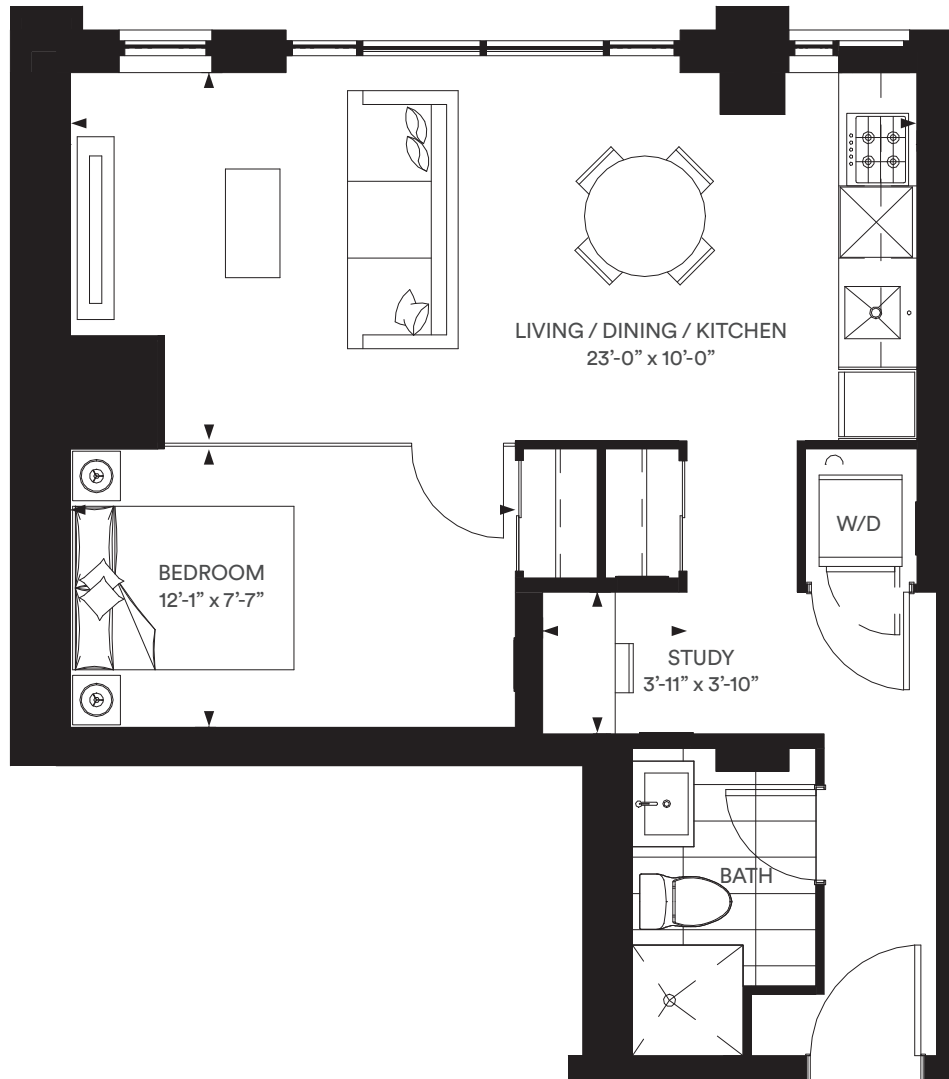 LIVING / DINING / KITCHEN
23’-0” x 10’-0”
W/D
BEDROOM
12’-1” x 7’-7”
STUDY
3’-11” x 3’-10”
BATH